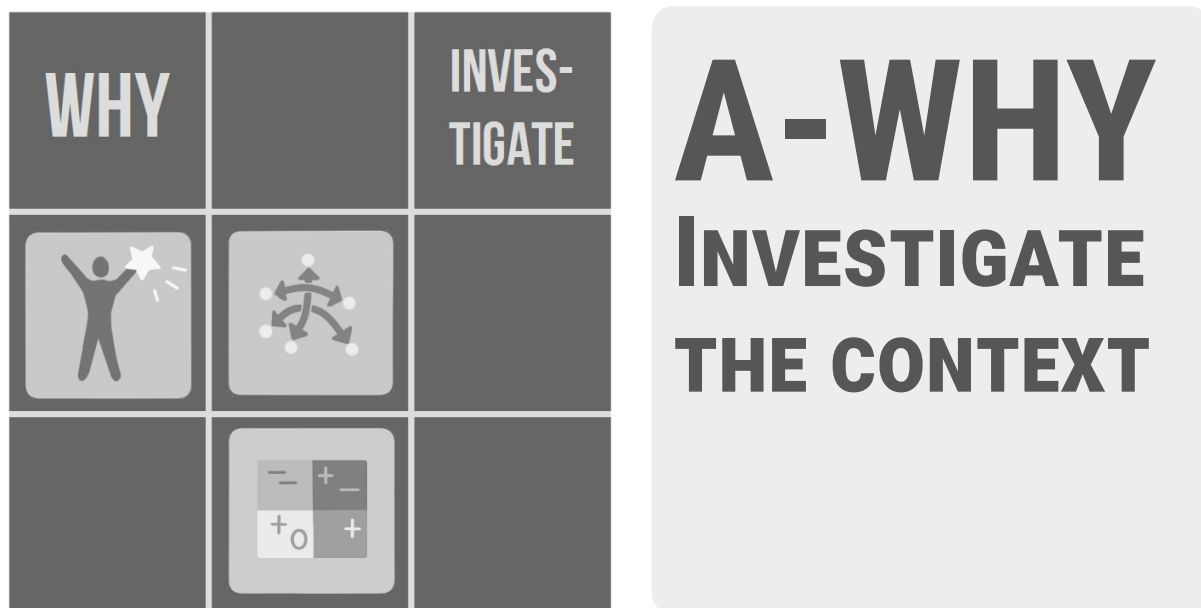 WHY
INVES-
TIGATE
A-WHY
INVESTIGATE
THE CONTEXT